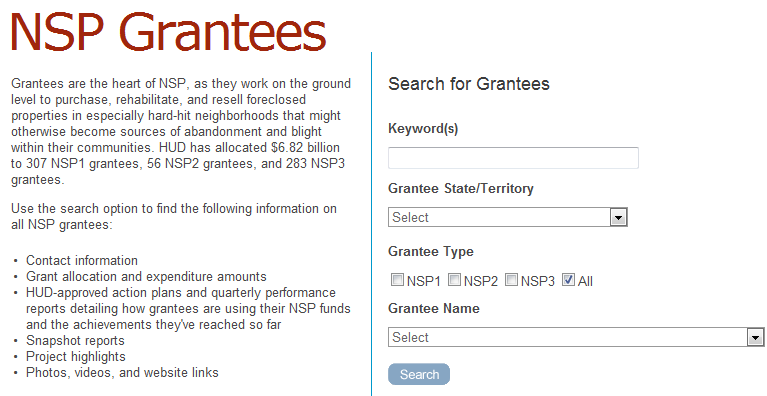 NSP Grantees
Grantees are the heart of NSP, as they work on the ground
level to purchase, rehabilitate, and resell foreclosed
properties in especially hard-hit neighborhoods that might
otherwise become sources of abandonment and blight
within their communities. HUD has allocated $6.82 billion
to 307 NSP1 grantees, 56 NSP2 grantees, and 283 NSP3
grantees.
Use the search option to find the following information on
all NSP grantees:
• Contact information
• Grant allocation and expenditure amounts
• HUD-approved action plans and quarterly performance
reports detailing how grantees are using their NSP funds
and the achievements they've reached so far
• Snapshot reports
• Project highlights
• Photos, videos, and website links
Search for Grantees
Keyword(s)
Grantee State/Territory
Select
Grantee Type
NSP1 NSP2 NSP3 All
Grantee Name
Select
Search